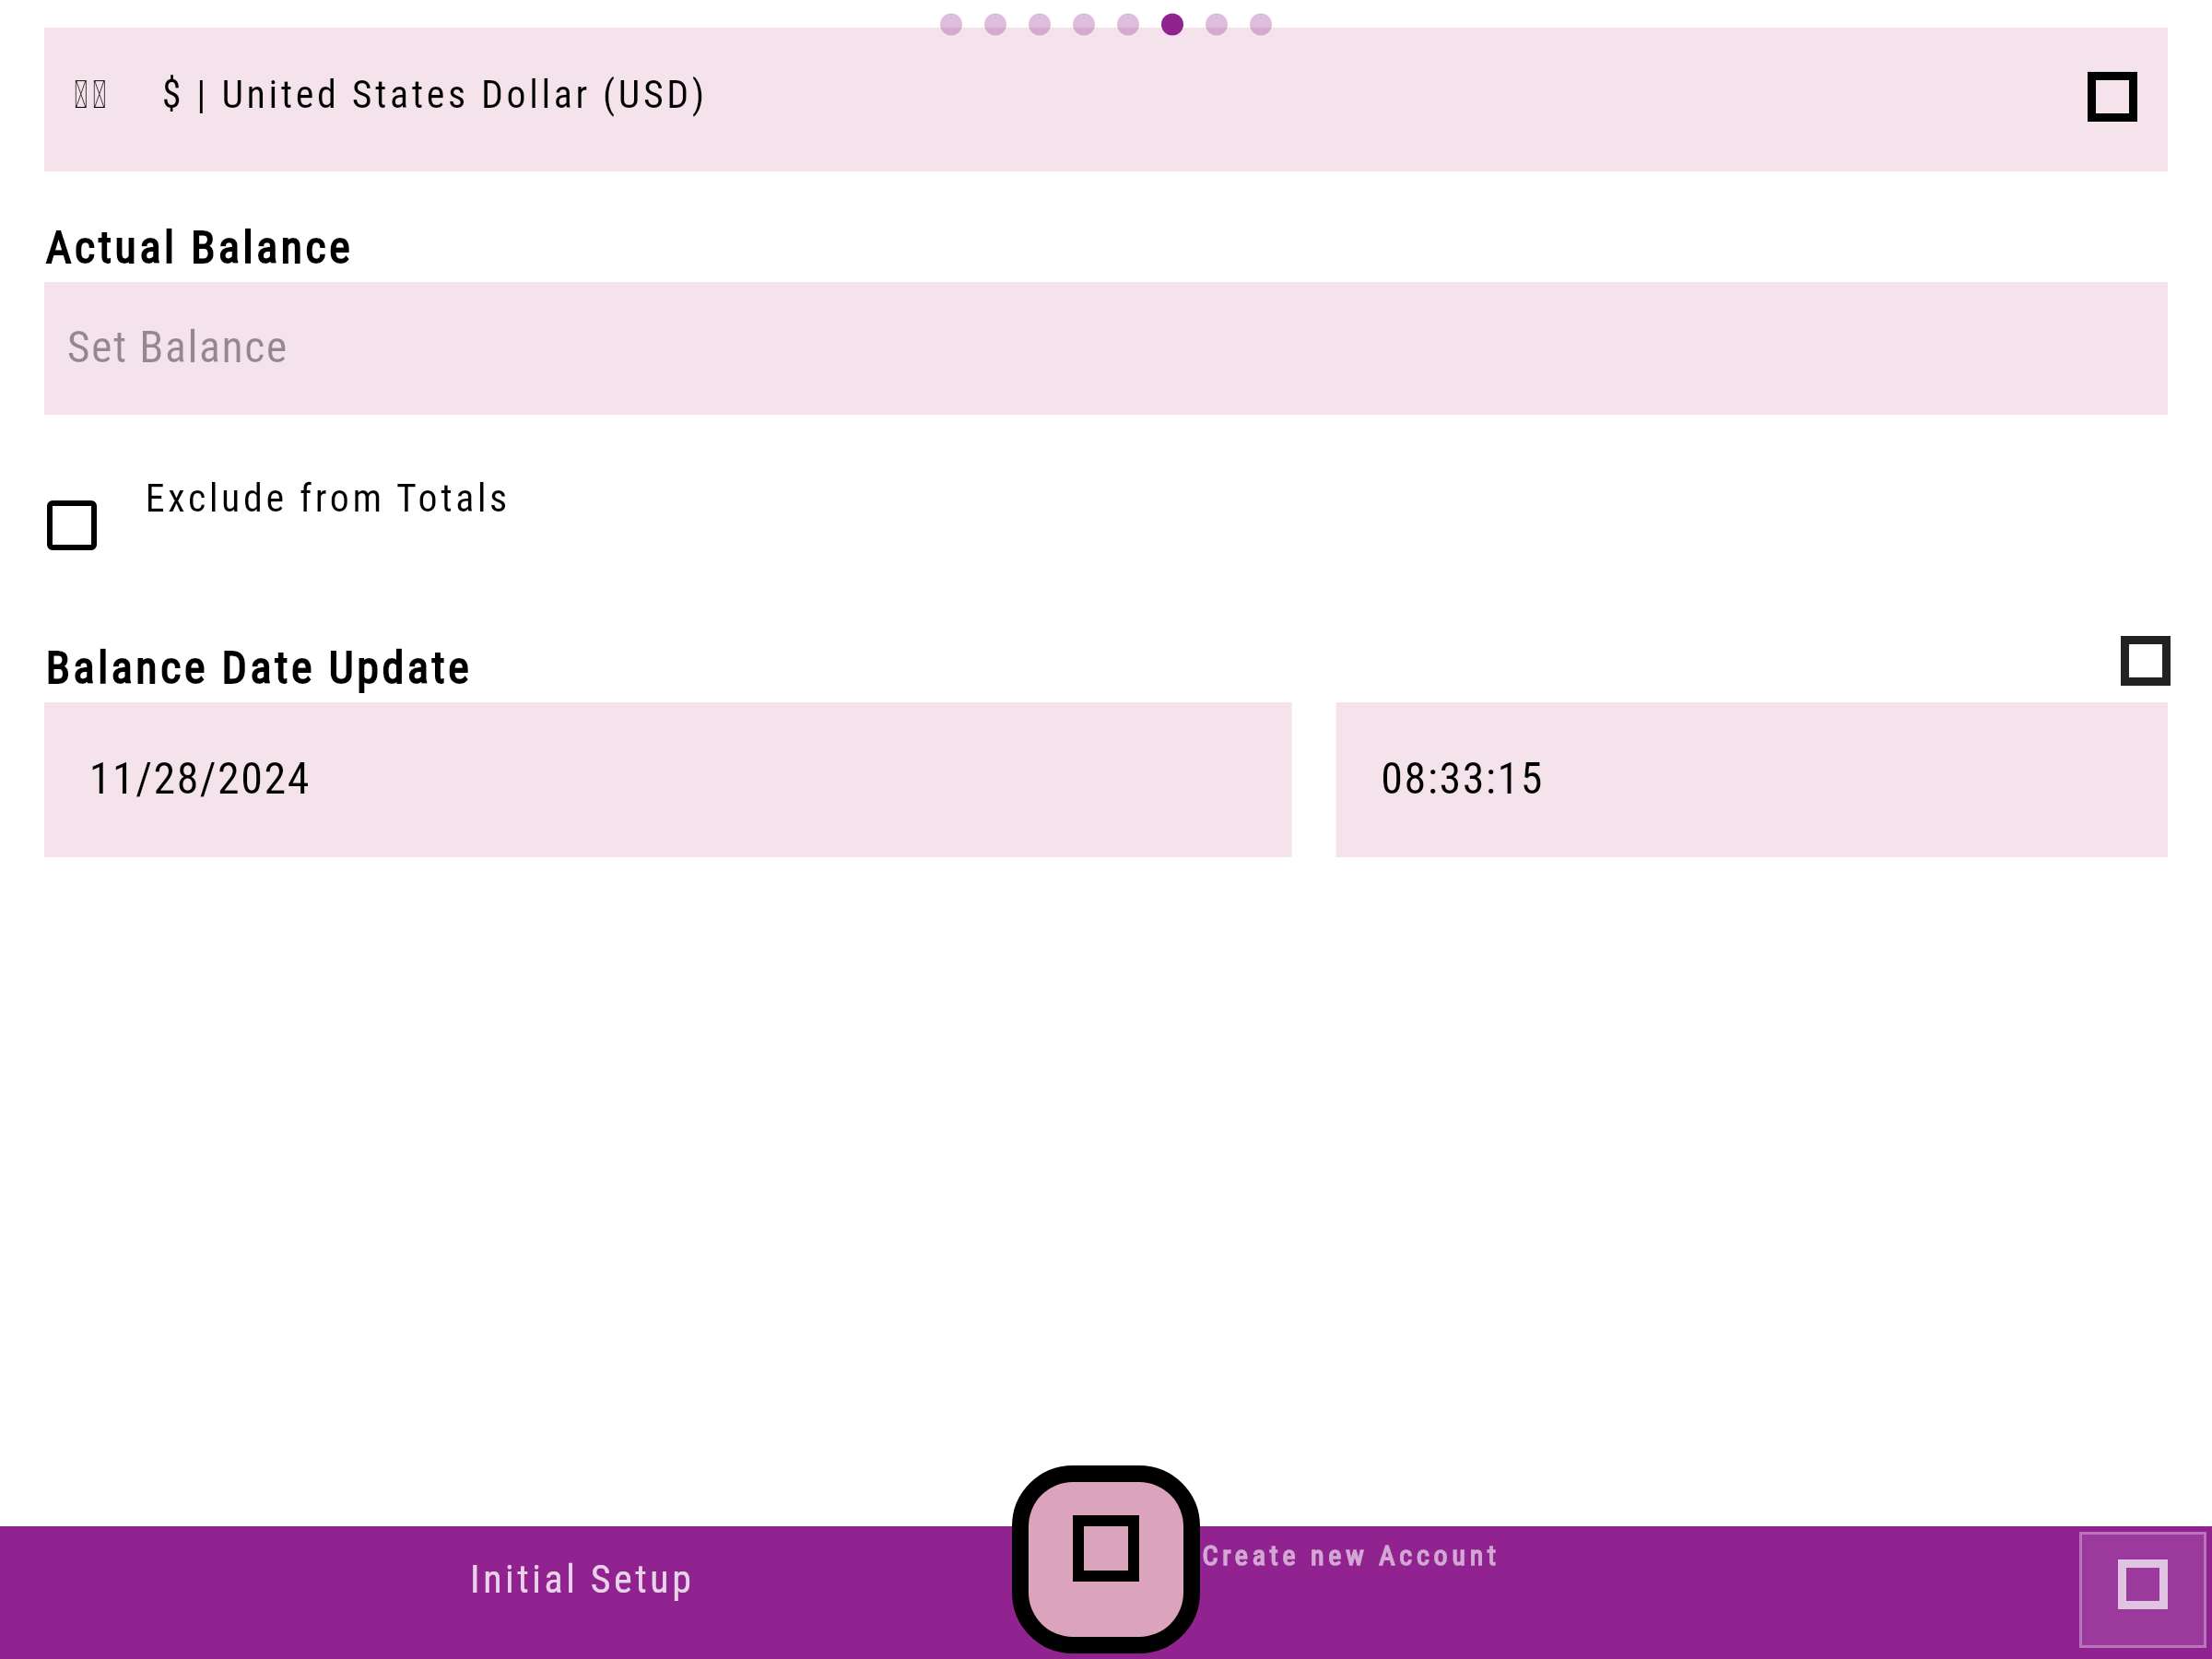 $ | United States Dollar (USD)
Actual Balance
Set Balance
Exclude from Totals
Balance Date Update
11/28/2024
08:33:15
Initial Setup
Create new Account